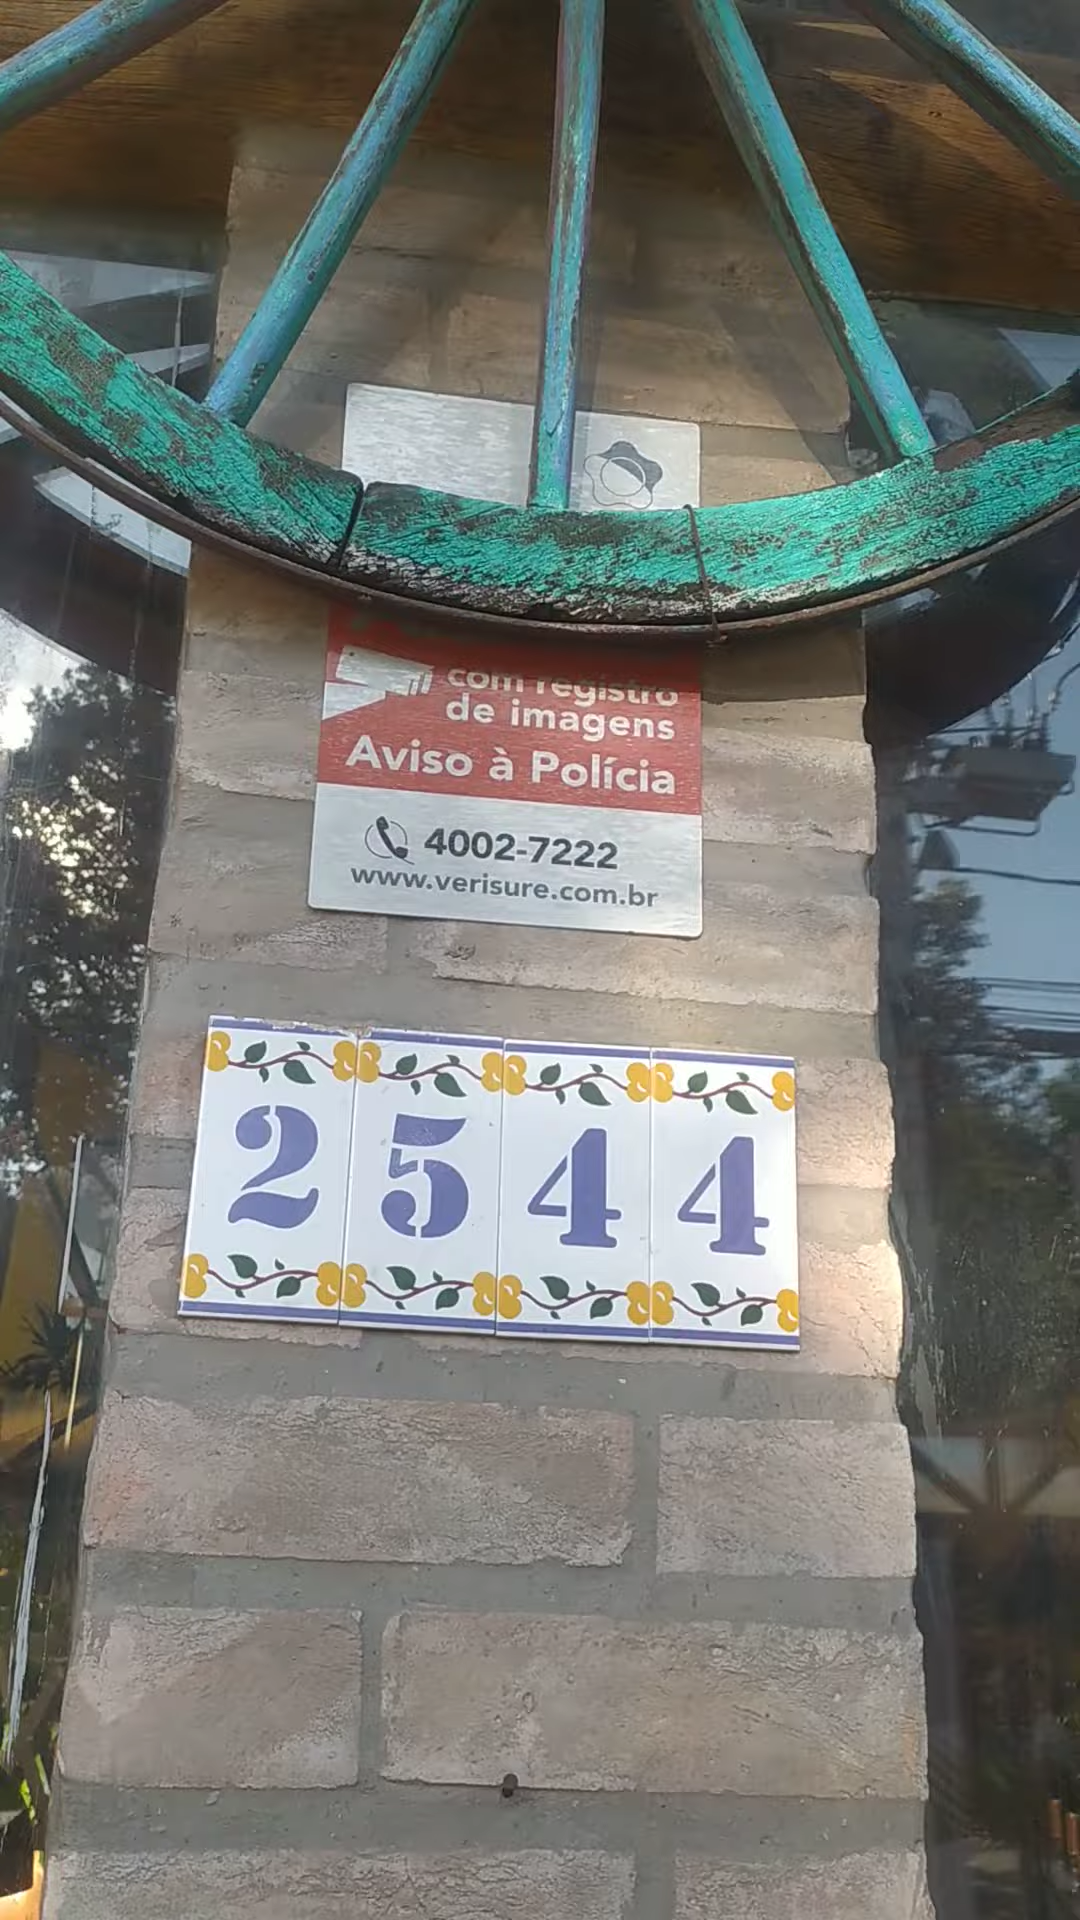 com registro
de imagens
Aviso à Polícia
4002-7222
www.verisure.com.br
2544